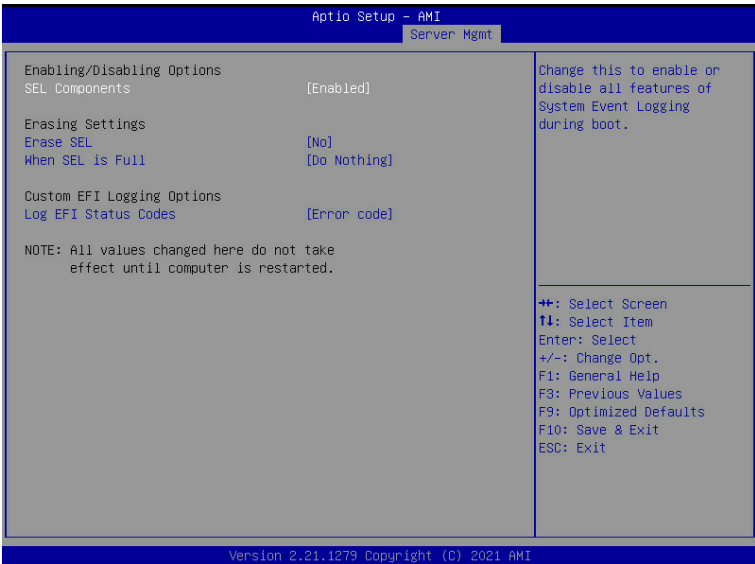 Aptio Setup – AMI
Server Mgmt
Enabling/Disabling Options
SEL Components [Enabled]
Erasing Settings
Erase SEL [No]
When SEL is Full [Do Nothing]
Custom EFI Logging Options
Log EFI Status Codes [Error code]
NOTE: All values changed here do not take
effect until computer is restarted.
Change this to enable or
disable all features of
System Event Logging
during boot.
→←: Select Screen
↑↓: Select Item
Enter: Select
+/-: Change Opt.
F1: General Help
F3: Previous Values
F9: Optimized Defaults
F10: Save & Exit
ESC: Exit
Version 2.21.1279 Copyright (C) 2021 AMI